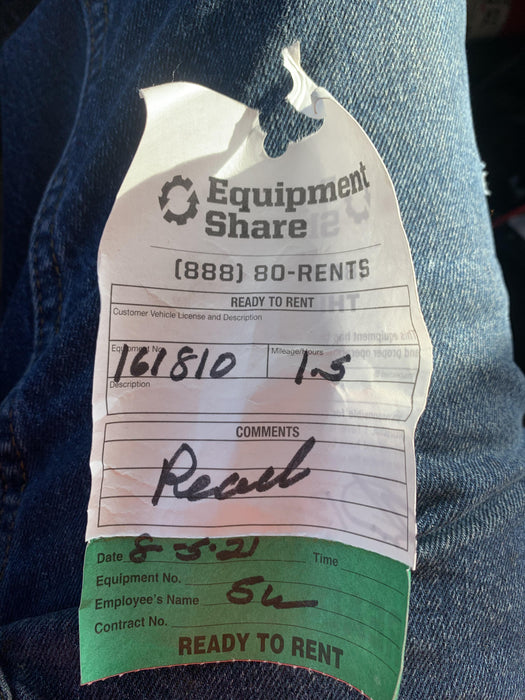 Equipment
Share
(888) 80-RENTS
READY TO RENT
Customer Vehicle License and Description
Equipment No. Mileage/Hours
161810 1.5
Description
COMMENTS
Date 8-5-21 Time
Equipment No.
Employee's Name
Contract No.
READY TO RENT